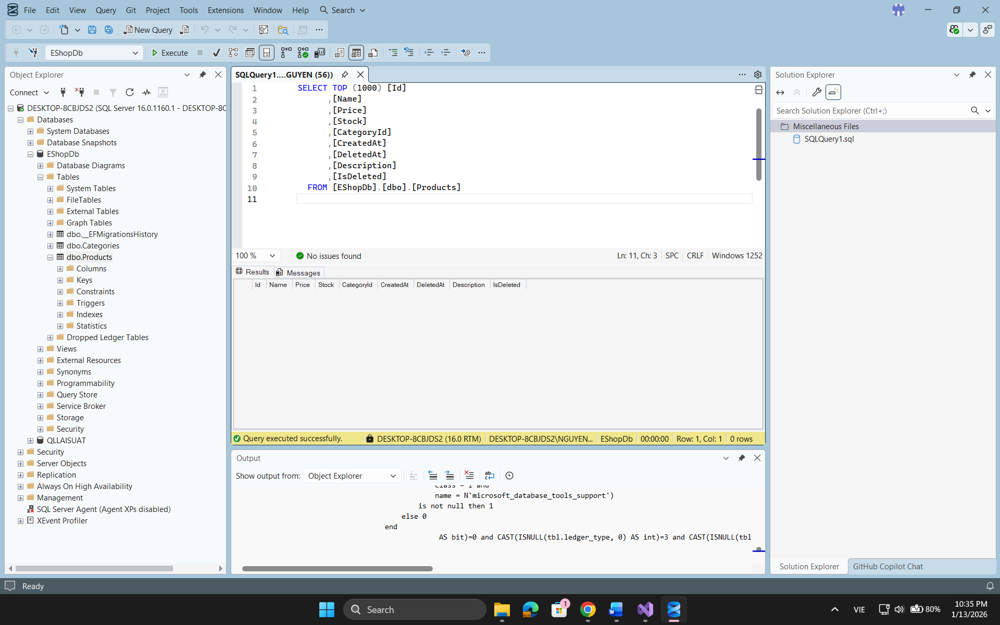 File Edit View Query Git Project Tools Extensions Window Help Search
New Query
EShopDb Execute
Object Explorer
Connect
DESKTOP-8CBJDS2 (SQL Server 16.0.1160.1 - DESKTOP-8C
Databases
System Databases
Database Snapshots
EShopDb
Database Diagrams
Tables
System Tables
FileTables
External Tables
Graph Tables
dbo.__EFMigrationsHistory
dbo.Categories
dbo.Products
Columns
Keys
Constraints
Triggers
Indexes
Statistics
Dropped Ledger Tables
Views
External Resources
Synonyms
Programmability
Query Store
Service Broker
Storage
Security
QLLAISUAT
Security
Server Objects
Replication
Always On High Availability
Management
SQL Server Agent (Agent XPs disabled)
XEvent Profiler
SQLQuery1....GUYEN (56))
1 SELECT TOP (1000) [Id]
2 ,[Name]
3 ,[Price]
4 ,[Stock]
5 ,[CategoryId]
6 ,[CreatedAt]
7 ,[DeletedAt]
8 ,[Description]
9 ,[IsDeleted]
10 FROM [EShopDb].[dbo].[Products]
11
100 % No issues found Ln: 11, Ch: 3 SPC CRLF Windows 1252
Results Messages
Id Name Price Stock CategoryId CreatedAt DeletedAt Description IsDeleted
Query executed successfully. DESKTOP-8CBJDS2 (16.0 RTM) DESKTOP-8CBJDS2\NGUYEN... EShopDb 00:00:00 Row: 1, Col: 1 0 rows
Output
Show output from: Object Explorer
class = 1 and
name = N'microsoft_database_tools_support')
is not null then 1
else 0
end
AS bit)=0 and CAST(ISNULL(tbl.ledger_type, 0) AS int)=3 and CAST(ISNULL(tbl
Solution Explorer
Search Solution Explorer (Ctrl+;)
Miscellaneous Files
SQLQuery1.sql
Solution Explorer GitHub Copilot Chat
Ready
Search
1
VIE
80%
10:35 PM
1/13/2026